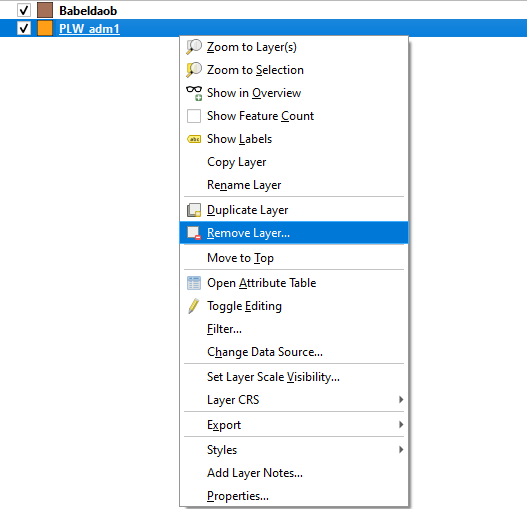 Babeldaob
PLW_adm1
Zoom to Layer(s)
Zoom to Selection
Show in Overview
Show Feature Count
abc Show Labels
Copy Layer
Rename Layer
Duplicate Layer
Remove Layer...
Move to Top
Open Attribute Table
Toggle Editing
Filter...
Change Data Source...
Set Layer Scale Visibility...
Layer CRS
Export
Styles
Add Layer Notes...
Properties...